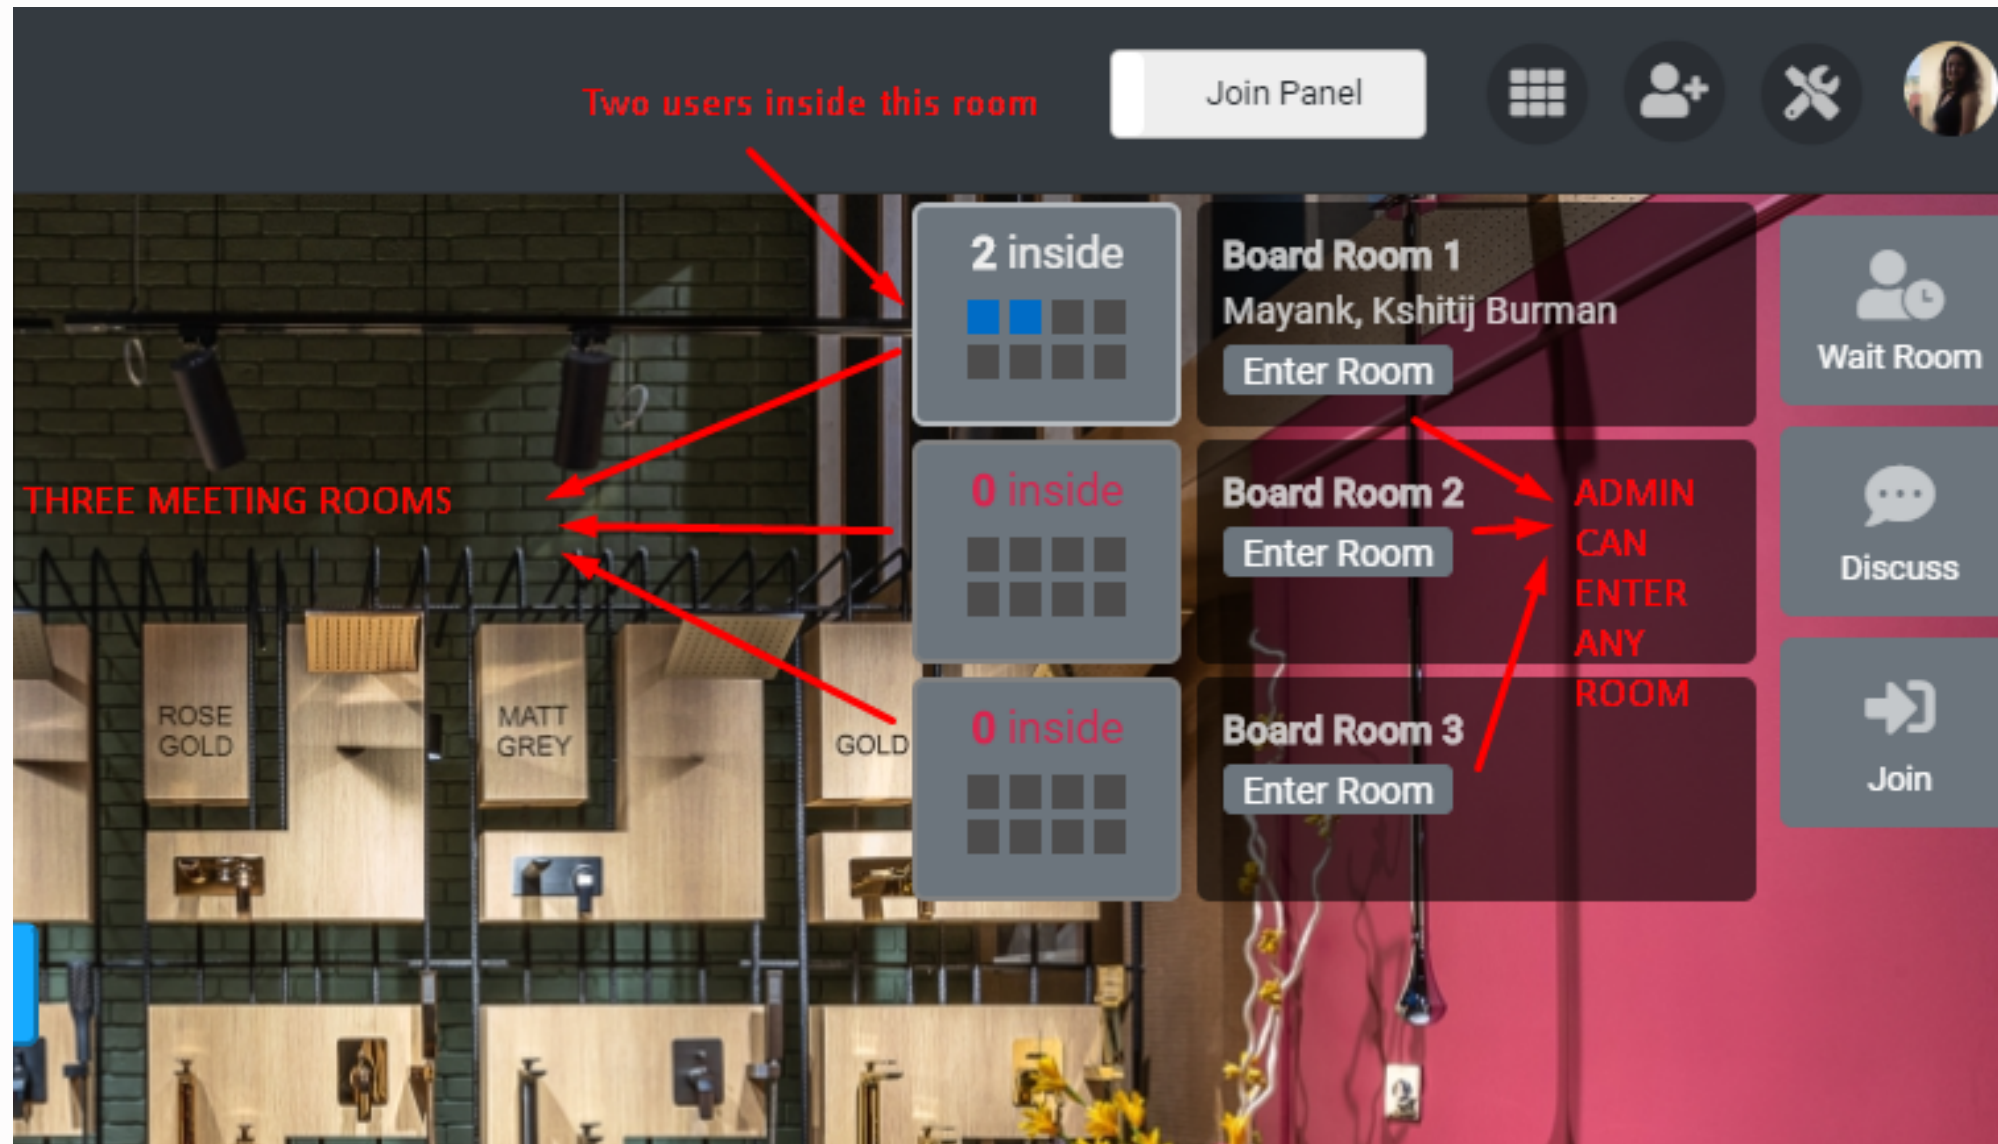 Two users inside this room
Join Panel
2 inside
Board Room 1
Mayank, Kshitij Burman
Enter Room
Wait Room
THREE MEETING ROOMS
0 inside
Board Room 2
Enter Room
ADMIN
CAN
ENTER
ANY
ROOM
Discuss
0 inside
Board Room 3
Enter Room
Join
ROSE
GOLD
MATT
GREY
GOLD